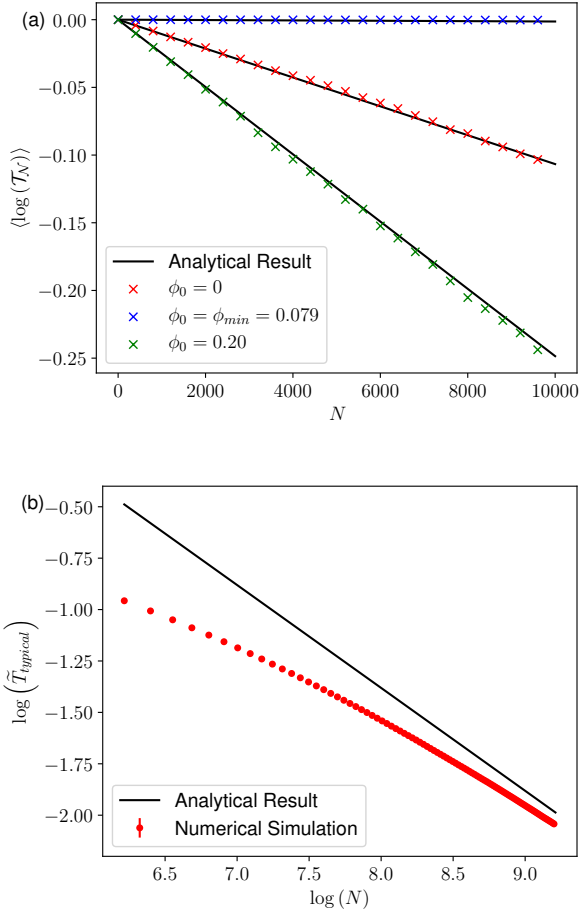 (a)
0.00
−0.05
−0.10
−0.15
−0.20
−0.25
⟨log (𝒯_N)⟩
Analytical Result
ϕ_0 = 0
ϕ_0 = ϕ_{min} = 0.079
ϕ_0 = 0.20
0 2000 4000 6000 8000 10000
N
(b)
−0.50
−0.75
−1.00
−1.25
−1.50
−1.75
−2.00
log (T̃_{typical})
Analytical Result
Numerical Simulation
6.5 7.0 7.5 8.0 8.5 9.0
log (N)